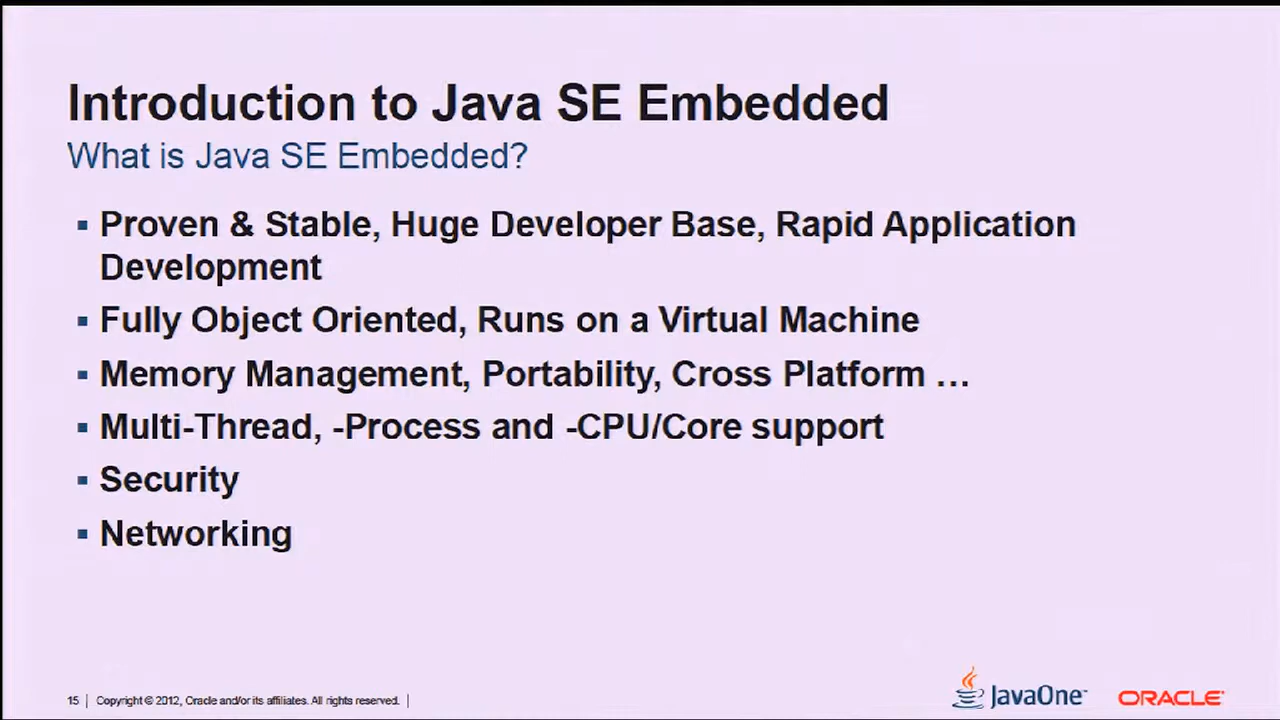 Introduction to Java SE Embedded
What is Java SE Embedded?
▪ Proven & Stable, Huge Developer Base, Rapid Application
Development
▪ Fully Object Oriented, Runs on a Virtual Machine
▪ Memory Management, Portability, Cross Platform …
▪ Multi-Thread, -Process and -CPU/Core support
▪ Security
▪ Networking
15 | Copyright © 2012, Oracle and/or its affiliates. All rights reserved. |
JavaOne™ ORACLE®